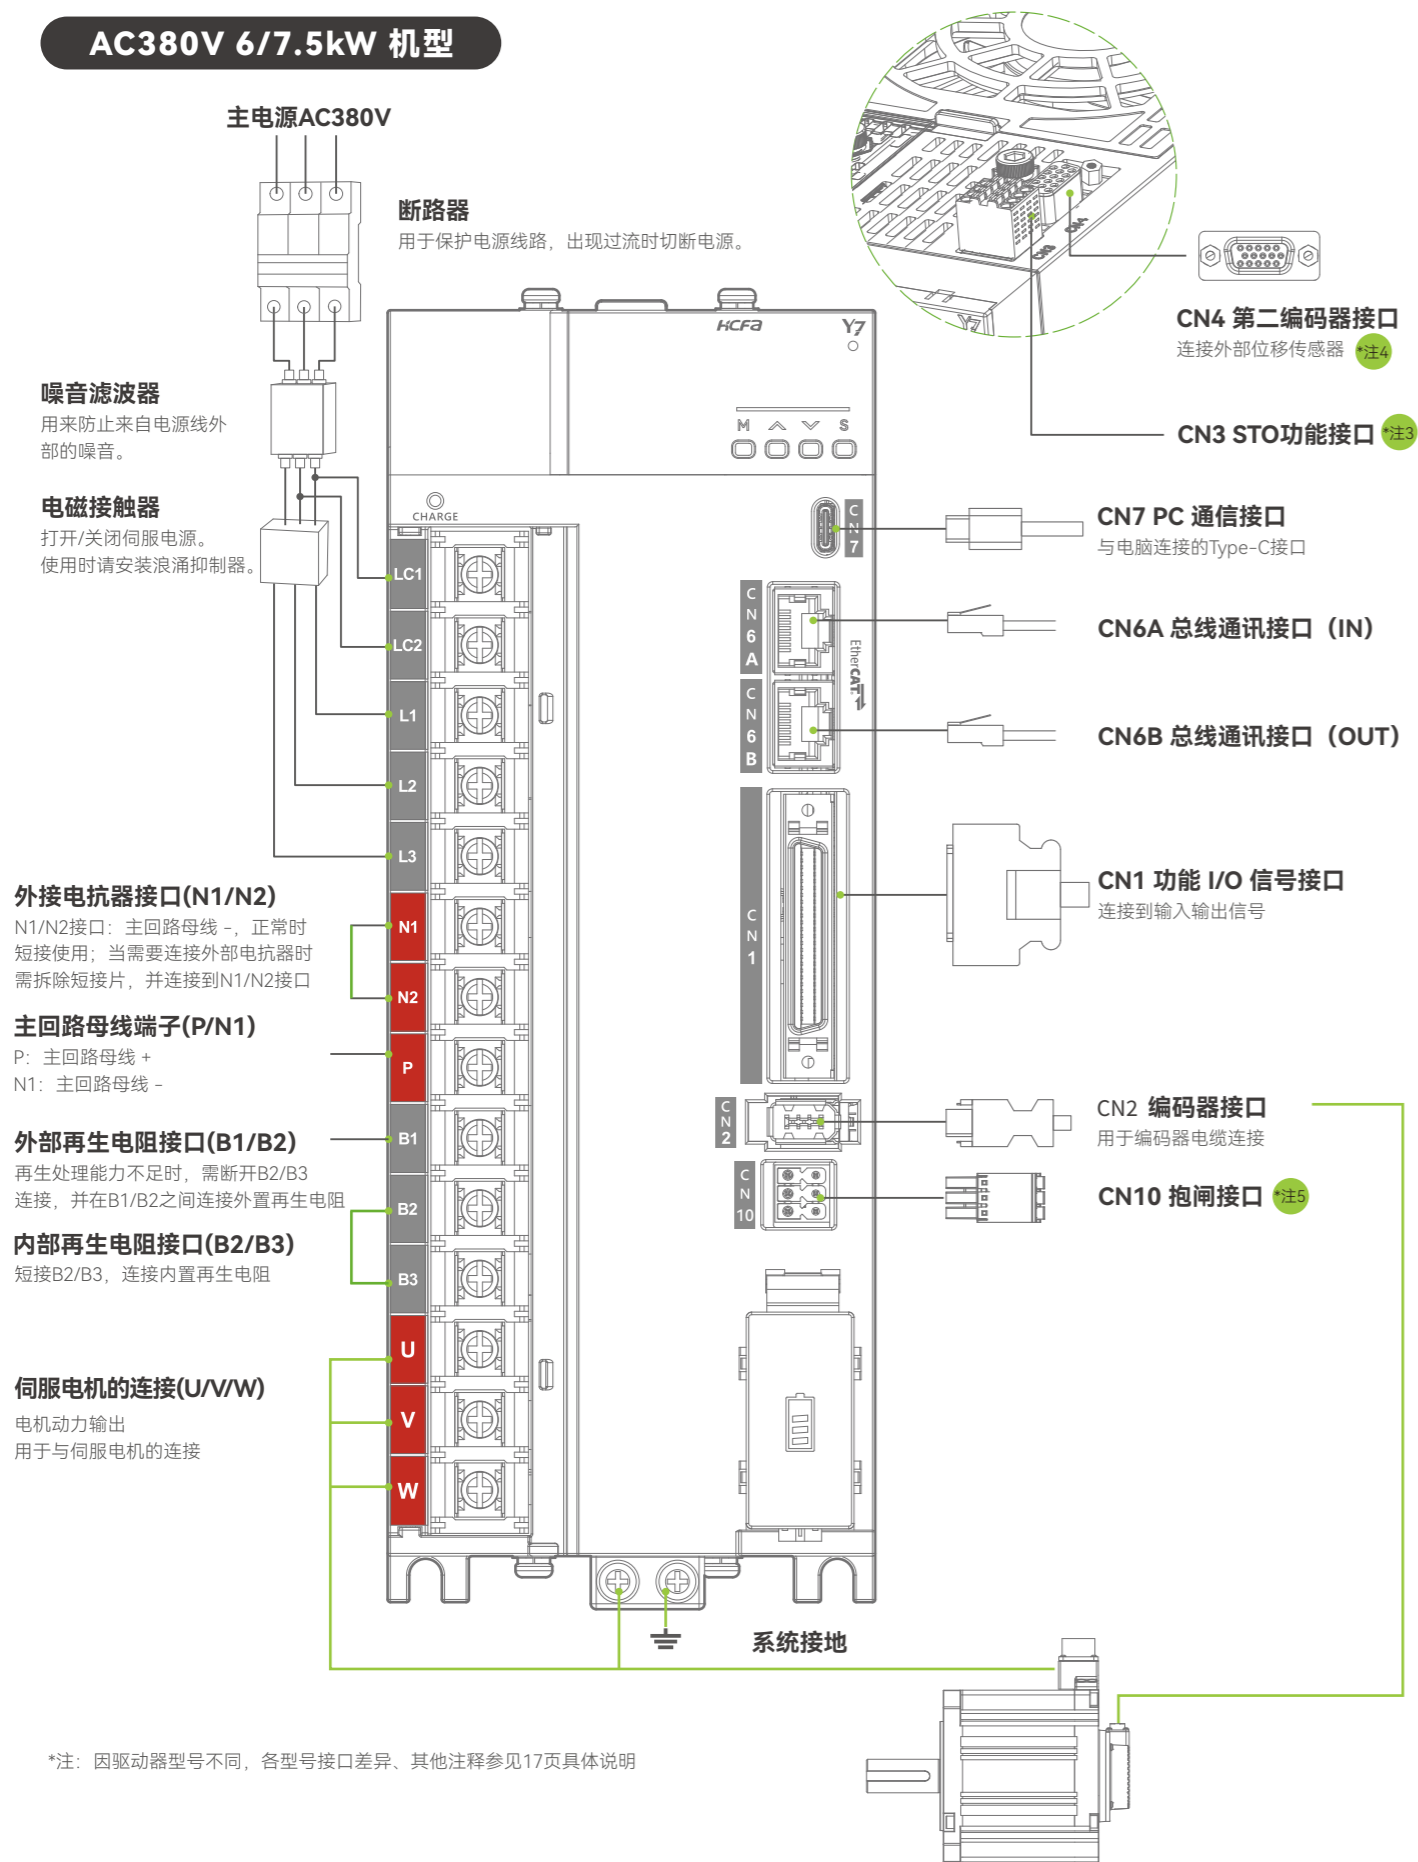 AC380V 6/7.5kW 机型
主电源AC380V
断路器
用于保护电源线路，出现过流时切断电源。
噪音滤波器
用来防止来自电源线外
部的噪音。
电磁接触器
打开/关闭伺服电源。
使用时请安装浪涌抑制器。
外接电抗器接口(N1/N2)
N1/N2接口：主回路母线 -，正常时
短接使用；当需要连接外部电抗器时
需拆除短接片，并连接到N1/N2接口
主回路母线端子(P/N1)
P：主回路母线 +
N1：主回路母线 -
外部再生电阻接口(B1/B2)
再生处理能力不足时，需断开B2/B3
连接，并在B1/B2之间连接外置再生电阻
内部再生电阻接口(B2/B3)
短接B2/B3，连接内置再生电阻
伺服电机的连接(U/V/W)
电机动力输出
用于与伺服电机的连接
HCFa
Y7
M
S
CHARGE
LC1
LC2
L1
L2
L3
N1
N2
P
B1
B2
B3
U
V
W
CN7
CN6A
CN6B
EtherCAT
CN1
CN2
CN10
CN3
CN4
Y7
CN4 第二编码器接口
连接外部位移传感器 *注4
CN3 STO功能接口 *注3
CN7 PC 通信接口
与电脑连接的Type-C接口
CN6A 总线通讯接口（IN）
CN6B 总线通讯接口（OUT）
CN1 功能 I/O 信号接口
连接到输入输出信号
CN2 编码器接口
用于编码器电缆连接
CN10 抱闸接口 *注5
系统接地
*注：因驱动器型号不同，各型号接口差异、其他注释参见17页具体说明